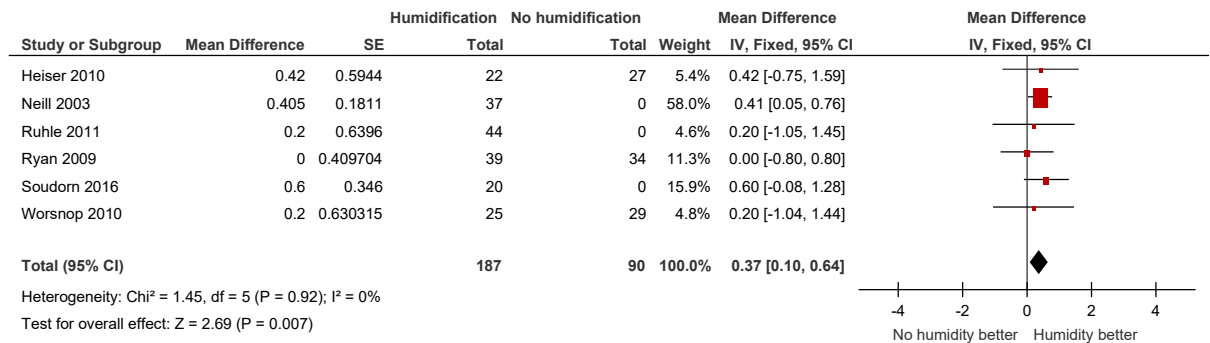 Humidification No humidification Mean Difference Mean Difference
Study or Subgroup Mean Difference SE Total Total Weight IV, Fixed, 95% CI IV, Fixed, 95% CI
Heiser 2010 0.42 0.5944 22 27 5.4% 0.42 [-0.75, 1.59]
Neill 2003 0.405 0.1811 37 0 58.0% 0.41 [0.05, 0.76]
Ruhle 2011 0.2 0.6396 44 0 4.6% 0.20 [-1.05, 1.45]
Ryan 2009 0 0.409704 39 34 11.3% 0.00 [-0.80, 0.80]
Soudorn 2016 0.6 0.346 20 0 15.9% 0.60 [-0.08, 1.28]
Worsnop 2010 0.2 0.630315 25 29 4.8% 0.20 [-1.04, 1.44]
Total (95% CI) 187 90 100.0% 0.37 [0.10, 0.64]
Heterogeneity: Chi² = 1.45, df = 5 (P = 0.92); I² = 0%
Test for overall effect: Z = 2.69 (P = 0.007)
-4 -2 0 2 4
No humidity better Humidity better